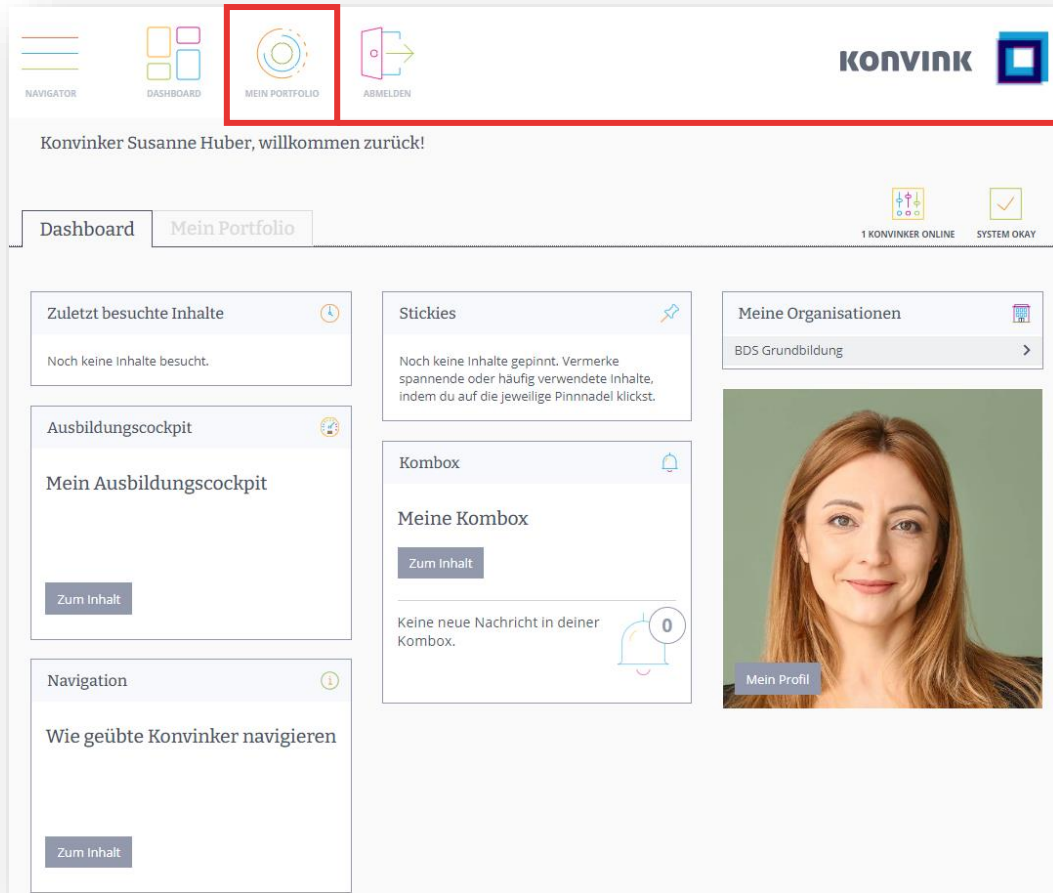 NAVIGATOR
DASHBOARD
MEIN PORTFOLIO
ABMELDEN
KONVINK
Konvinker Susanne Huber, willkommen zurück!
Dashboard
Mein Portfolio
1 KONVINKER ONLINE
SYSTEM OKAY
Zuletzt besuchte Inhalte
Noch keine Inhalte besucht.
Ausbildungscockpit
Mein Ausbildungscockpit
Zum Inhalt
Navigation
Wie geübte Konvinker navigieren
Zum Inhalt
Stickies
Noch keine Inhalte gepinnt. Vermerke
spannende oder häufig verwendete Inhalte,
indem du auf die jeweilige Pinnnadel klickst.
Kombox
Meine Kombox
Zum Inhalt
Keine neue Nachricht in deiner
Kombox.
0
Meine Organisationen
BDS Grundbildung
Mein Profil